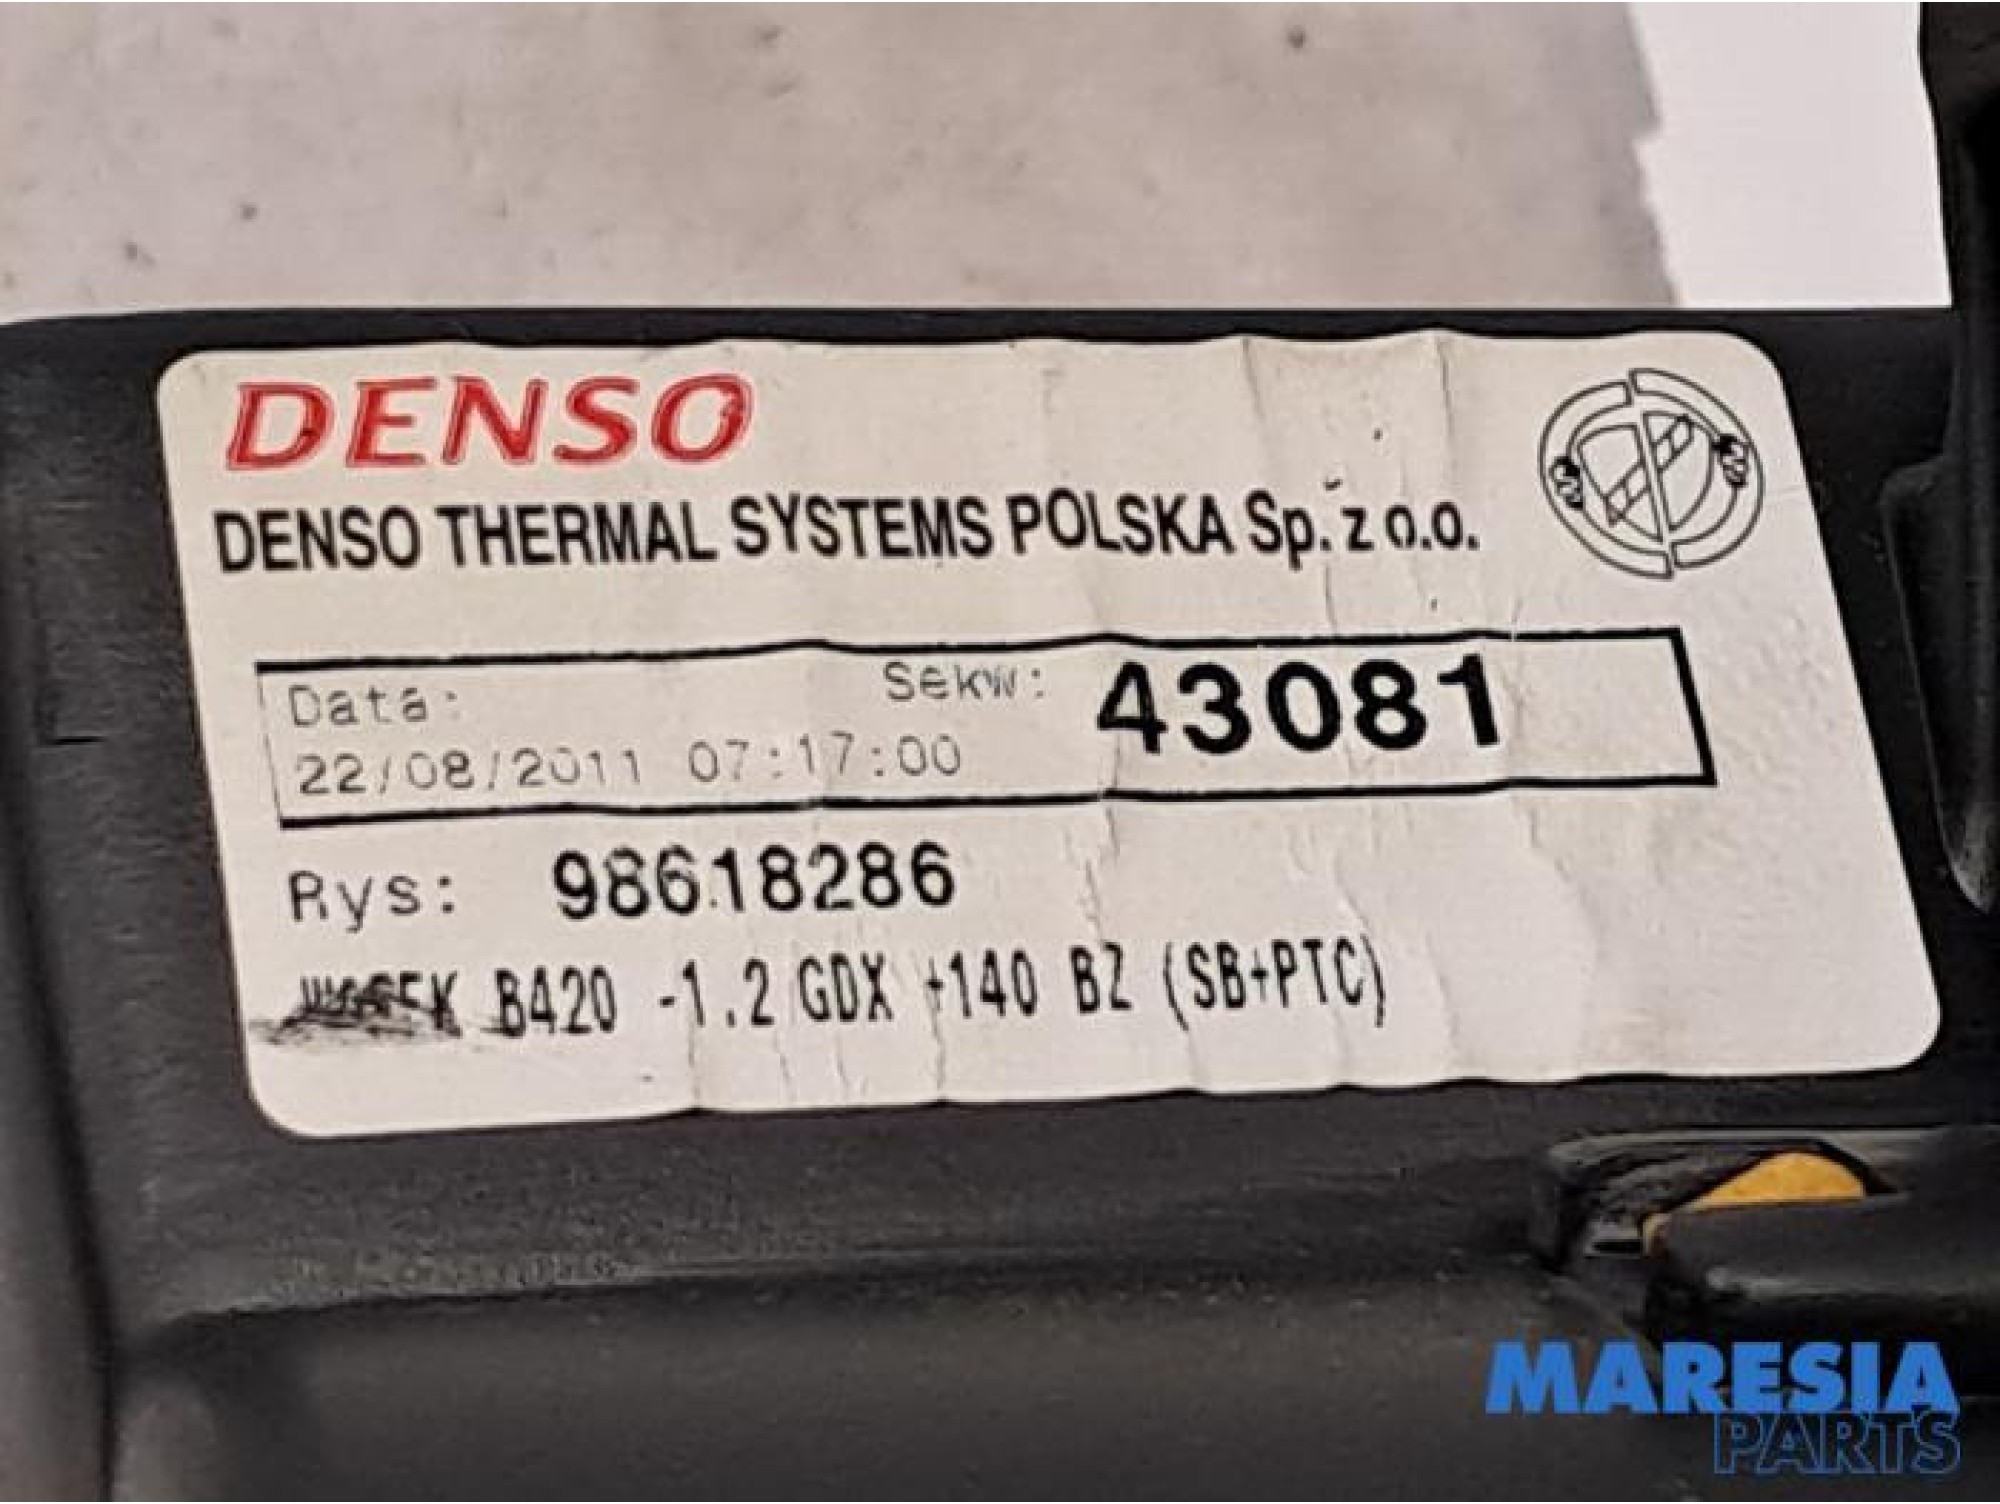 DENSO
DENSO THERMAL SYSTEMS POLSKA Sp. z o.o.
Data: Sekw: 43081
22/08/2011 07:17:00
Rys: 98618286
B420 -1.2 GDX +140 BZ (SB+PTC)
MARESIA
PARTS